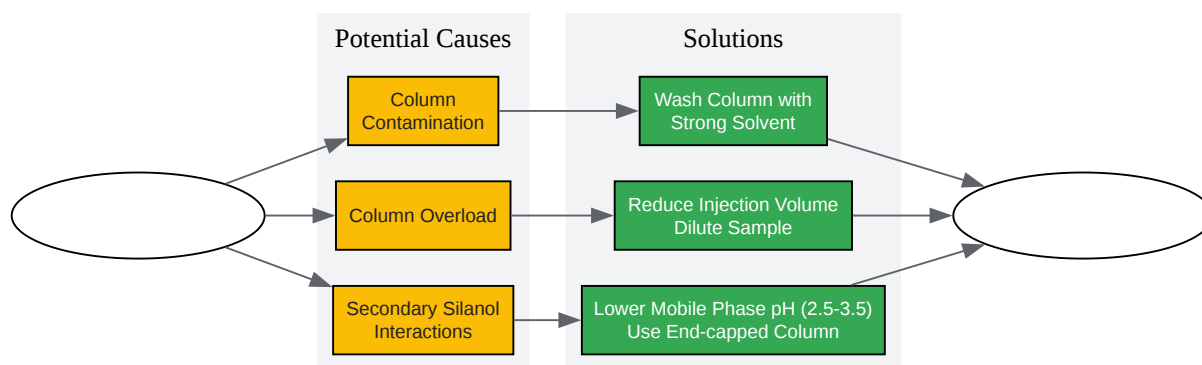 Potential Causes
Solutions
Column
Contamination
Wash Column with
Strong Solvent
Column Overload
Reduce Injection Volume
Dilute Sample
Secondary Silanol
Interactions
Lower Mobile Phase pH (2.5-3.5)
Use End-capped Column